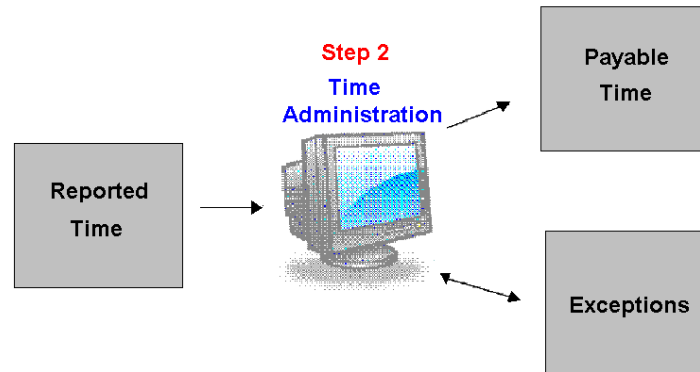 Step 2
Time
Administration
Payable
Time
Reported
Time
Exceptions